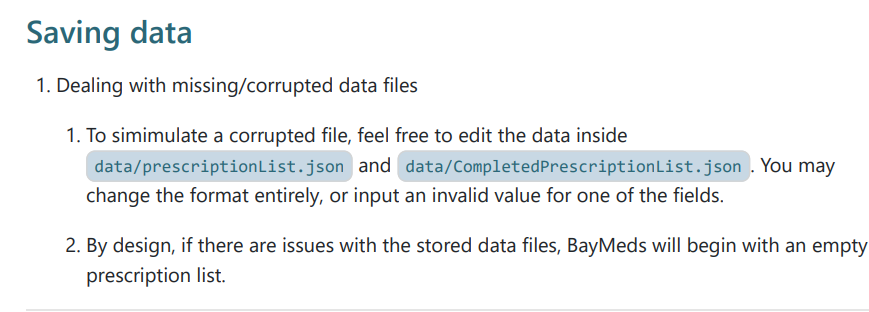 Saving data
1. Dealing with missing/corrupted data files
1. To simimulate a corrupted file, feel free to edit the data inside
data/prescriptionList.json and data/CompletedPrescriptionList.json . You may
change the format entirely, or input an invalid value for one of the fields.
2. By design, if there are issues with the stored data files, BayMeds will begin with an empty
prescription list.